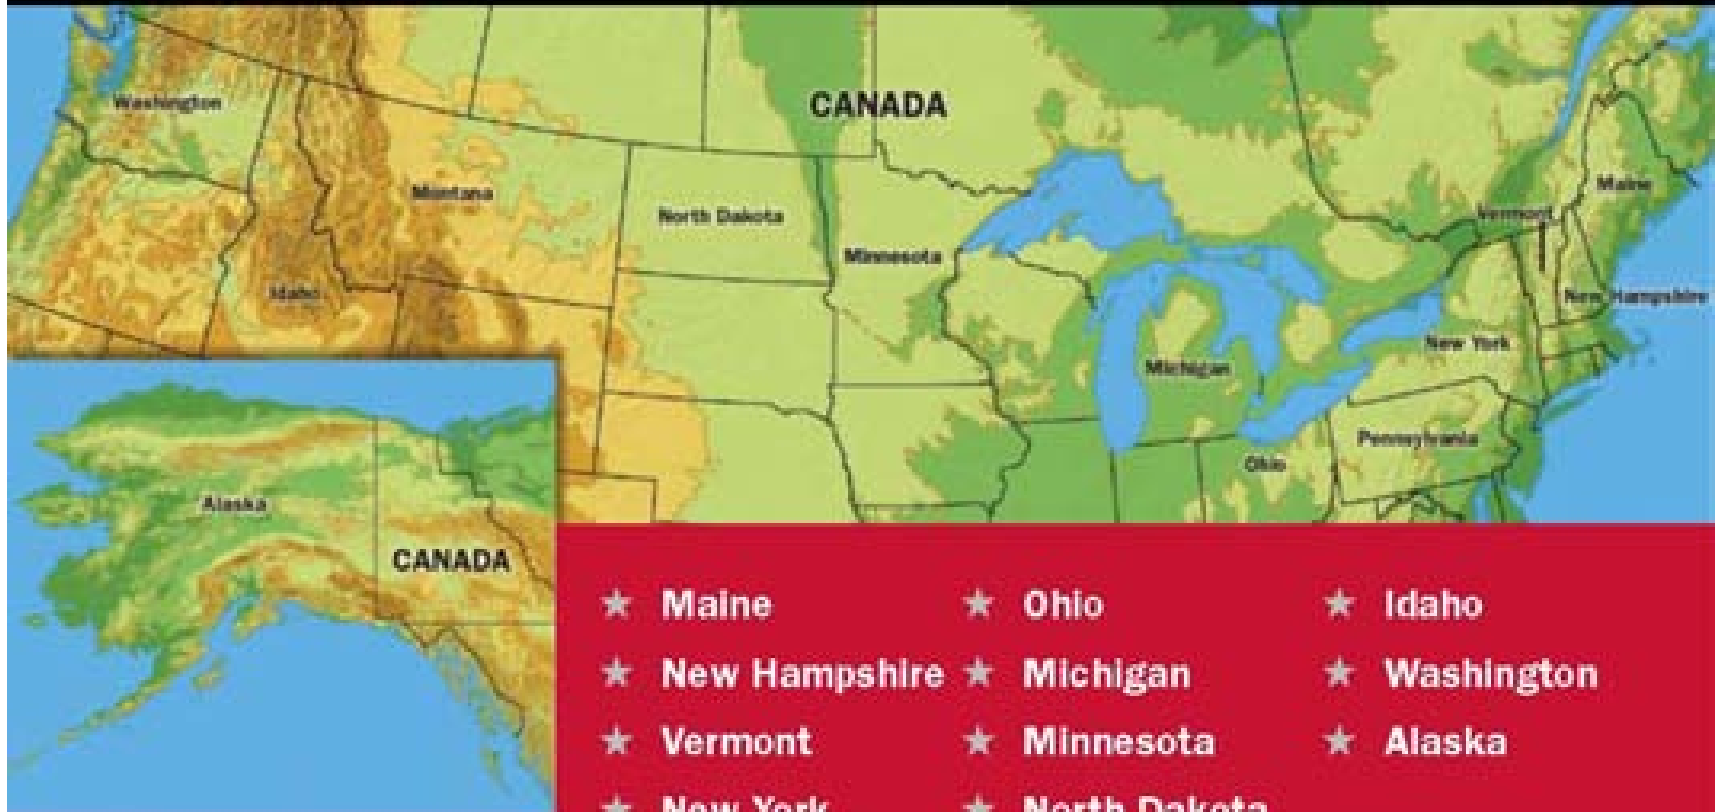 CANADA
Washington
Montana
North Dakota
Minnesota
Idaho
Michigan
Ohio
Pennsylvania
New York
Vermont
New Hampshire
Maine
Alaska
CANADA
Maine
New Hampshire
Vermont
New York
Ohio
Michigan
Minnesota
North Dakota
Idaho
Washington
Alaska